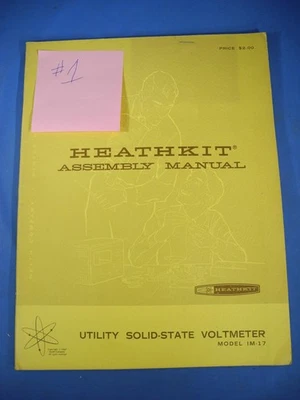 PRICE $2.00
#1
HEATHKIT®
ASSEMBLY MANUAL
HEATHKIT
UTILITY SOLID-STATE VOLTMETER
MODEL IM-17